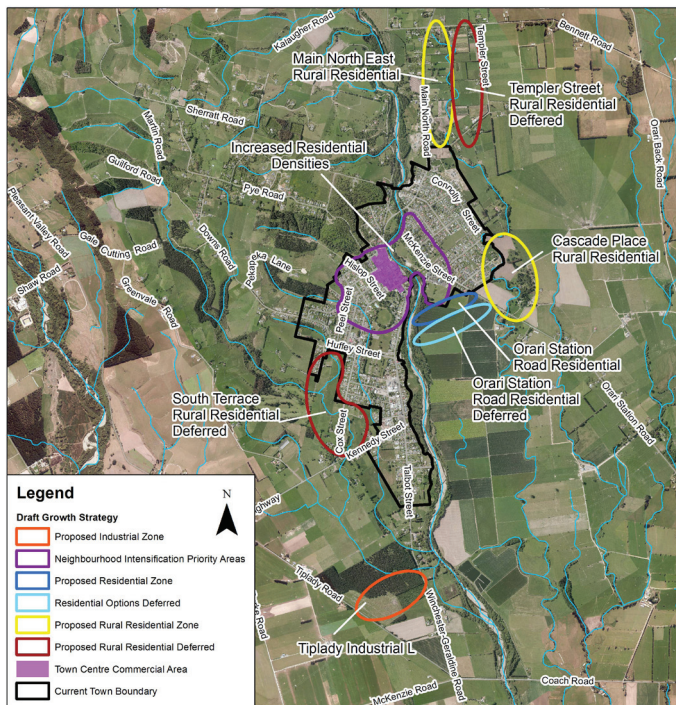 Kalaugher Road
Bennett Road
Main North East
Rural Residential
Templer Street
Templer Street
Rural Residential
Deffered
Main North Road
Sherratt Road
Martin Road
Orari Back Road
Increased Residential
Densities
Guilford Road
Pye Road
Connolly
Street
Pleasant Valley Road
Gale Cutting Road
Shaw Road
Downs Road
Pekapeka Lane
McKenzie Street
Hislop Street
Cascade Place
Rural Residential
Greenvale Road
Peel Street
Huffey Street
Orari Station
Road Residential
Orari Station
Road Residential
Deferred
South Terrace
Rural Residential
Deferred
Cox Street
Kennedy Street
Orari Station Road
Talbot Street
ghway
Tiplady Road
Tiplady Industrial L
Winchester-Geraldine Road
Road
McKenzie Road
Coach Road
Legend
N
Draft Growth Strategy
Proposed Industrial Zone
Neighbourhood Intensification Priority Areas
Proposed Residential Zone
Residential Options Deferred
Proposed Rural Residential Zone
Proposed Rural Residential Deferred
Town Centre Commercial Area
Current Town Boundary